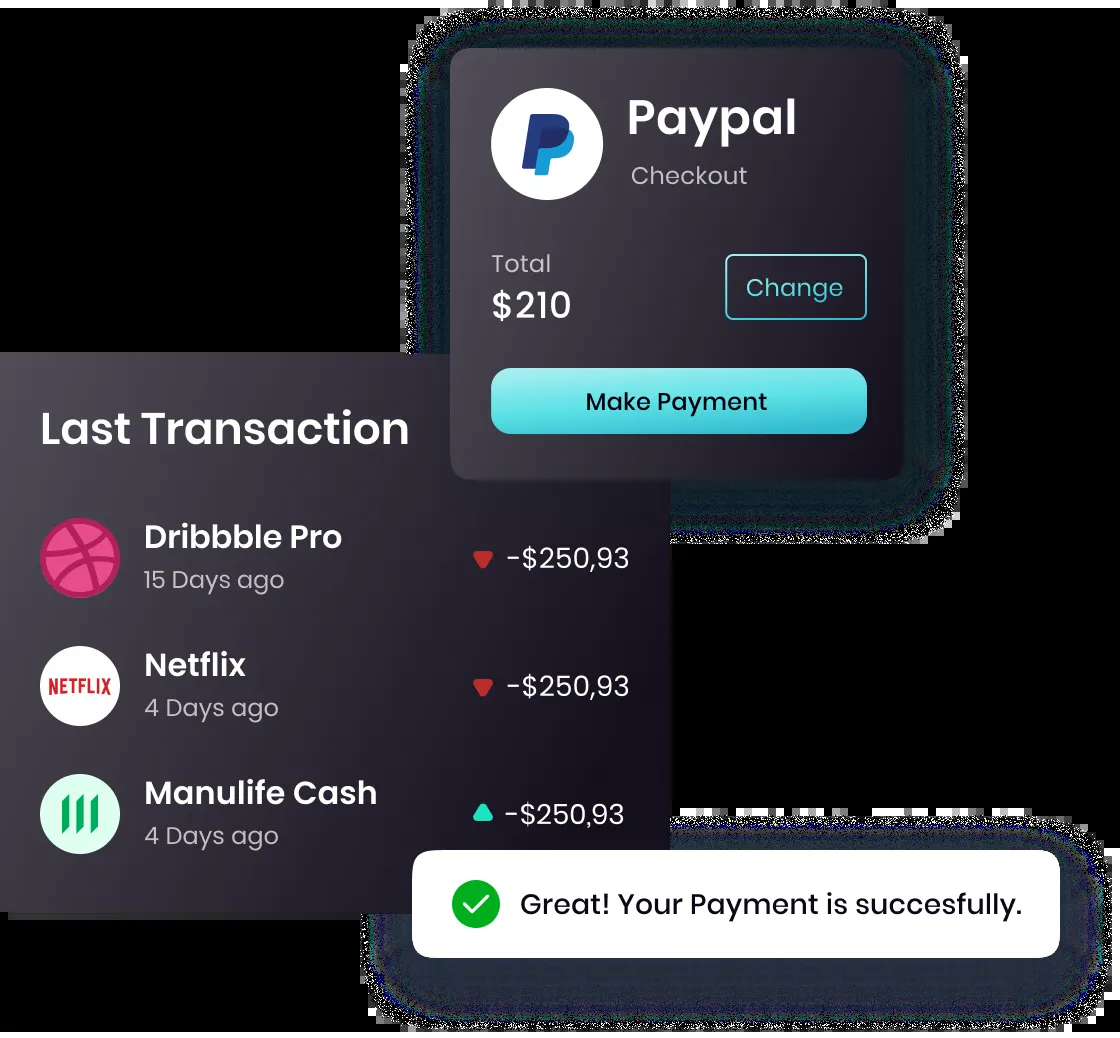 Paypal
Checkout
Total
$210
Change
Make Payment
Last Transaction
Dribbble Pro
15 Days ago
-$250,93
NETFLIX
Netflix
4 Days ago
-$250,93
Manulife Cash
4 Days ago
-$250,93
Great! Your Payment is succesfully.